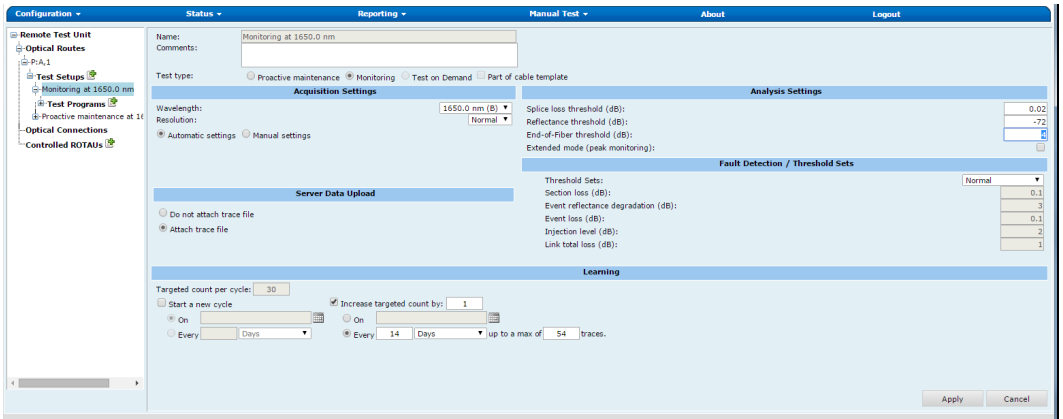 Configuration Status Reporting Manual Test About Logout
Remote Test Unit
Optical Routes
P:A,1
Test Setups
Monitoring at 1650.0 nm
Test Programs
Proactive maintenance at 16
Optical Connections
Controlled ROTAUs
Name: Monitoring at 1650.0 nm
Comments:
Test type: Proactive maintenance Monitoring Test on Demand Part of cable template
Acquisition Settings
Wavelength: 1650.0 nm (B)
Resolution: Normal
Automatic settings Manual settings
Analysis Settings
Splice loss threshold (dB): 0.02
Reflectance threshold (dB): -72
End-of-Fiber threshold (dB): 4
Extended mode (peak monitoring):
Server Data Upload
Do not attach trace file
Attach trace file
Fault Detection / Threshold Sets
Threshold Sets: Normal
Section loss (dB): 0.1
Event reflectance degradation (dB): 3
Event loss (dB): 0.1
Injection level (dB): 2
Link total loss (dB): 1
Learning
Targeted count per cycle: 30
Start a new cycle Increase targeted count by: 1
On On
Every Days Every 14 Days up to a max of 54 traces.
Apply Cancel